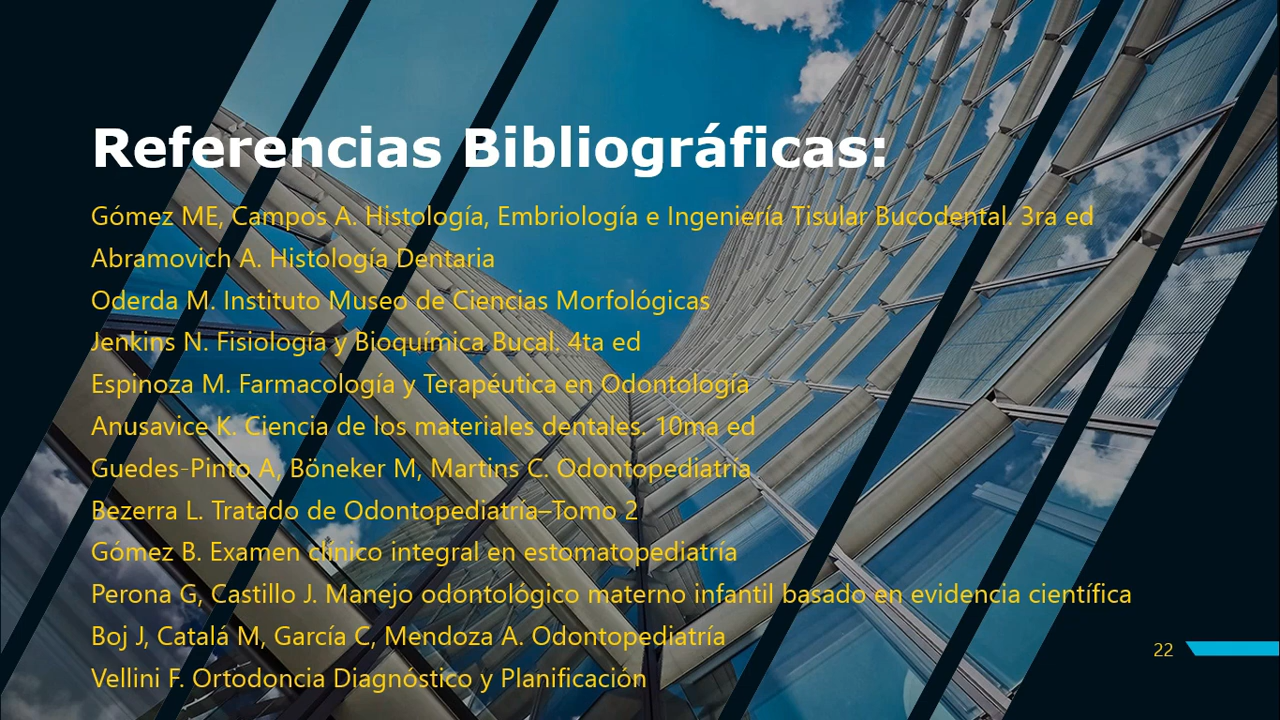 Referencias Bibliográficas:
Gómez ME, Campos A. Histología, Embriología e Ingeniería Tisular Bucodental. 3ra ed
Abramovich A. Histología Dentaria
Oderda M. Instituto Museo de Ciencias Morfológicas
Jenkins N. Fisiología y Bioquímica Bucal. 4ta ed
Espinoza M. Farmacología y Terapéutica en Odontología
Anusavice K. Ciencia de los materiales dentales. 10ma ed
Guedes-Pinto A, Böneker M, Martins C. Odontopediatria
Bezerra L. Tratado de Odontopediatría–Tomo 2
Gómez B. Examen clínico integral en estomatopediatría
Perona G, Castillo J. Manejo odontológico materno infantil basado en evidencia científica
Boj J, Catalá M, García C, Mendoza A. Odontopediatría
Vellini F. Ortodoncia Diagnóstico y Planificación
22